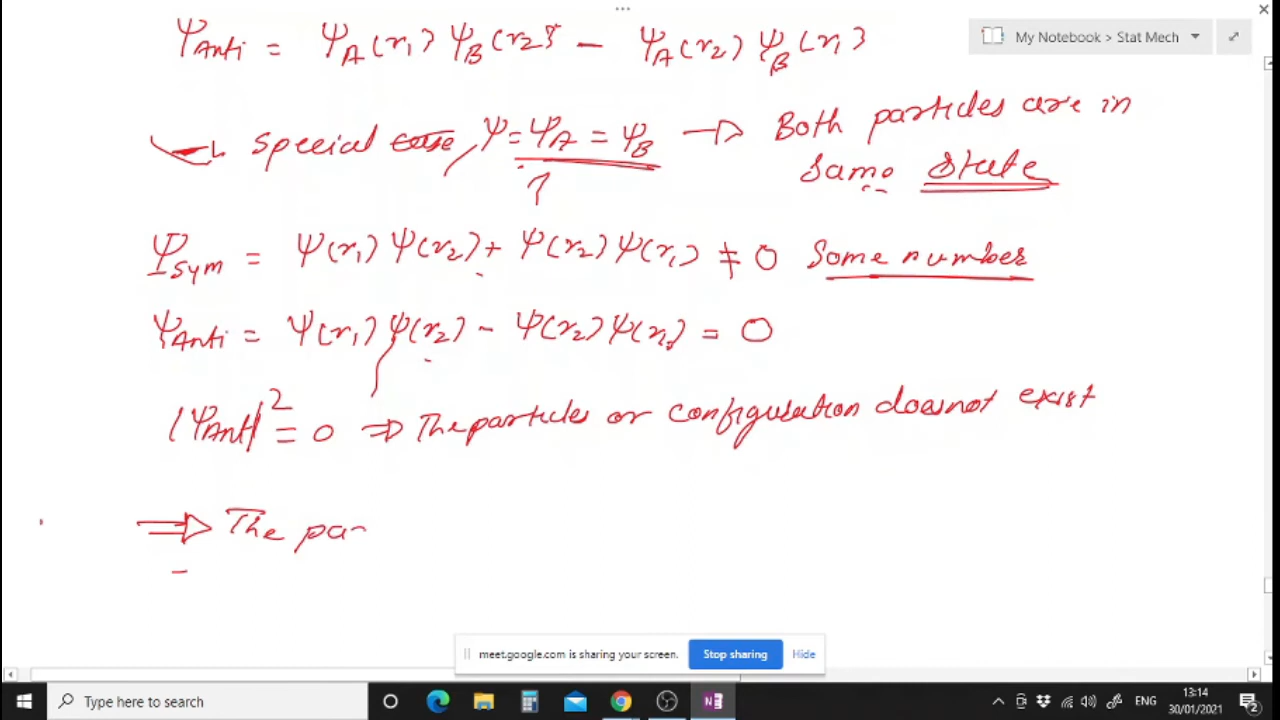 ...
ΨAnti = ΨA(r1) ΨB(r2) - ΨA(r2) ΨB(r1)
My Notebook > Stat Mech
Special case, Ψ = ΨA = ΨB → Both particles are in
same state
Ψsym = Ψ(r1) Ψ(r2) + Ψ(r2) Ψ(r1) ≠ 0 Some number
ΨAnti = Ψ(r1) Ψ(r2) - Ψ(r2) Ψ(r1) = 0
|ΨAnti|² = 0 ⇒ The particles or configuration doesnot exist
⇒ The par
meet.google.com is sharing your screen. Stop sharing Hide
Type here to search
ENG
13:14
30/01/2021
2